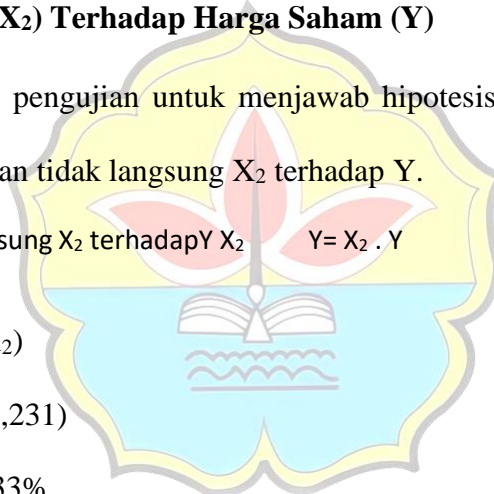 X₂) Terhadap Harga Saham (Y)
pengujian untuk menjawab hipotesis
an tidak langsung X₂ terhadap Y.
sung X₂ terhadapY X₂ Y= X₂ . Y
₂)
,231)
33%